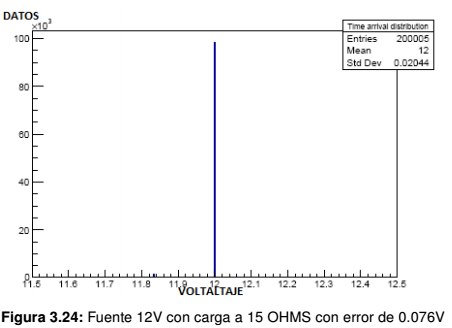 DATOS
×10³
Time arrival distribution
Entries 200005
Mean 12
Std Dev 0.02044
100
80
60
40
20
0
11.5 11.6 11.7 11.8 11.9 12 12.1 12.2 12.3 12.4 12.5
VOLTALTAJE
Figura 3.24: Fuente 12V con carga a 15 OHMS con error de 0.076V